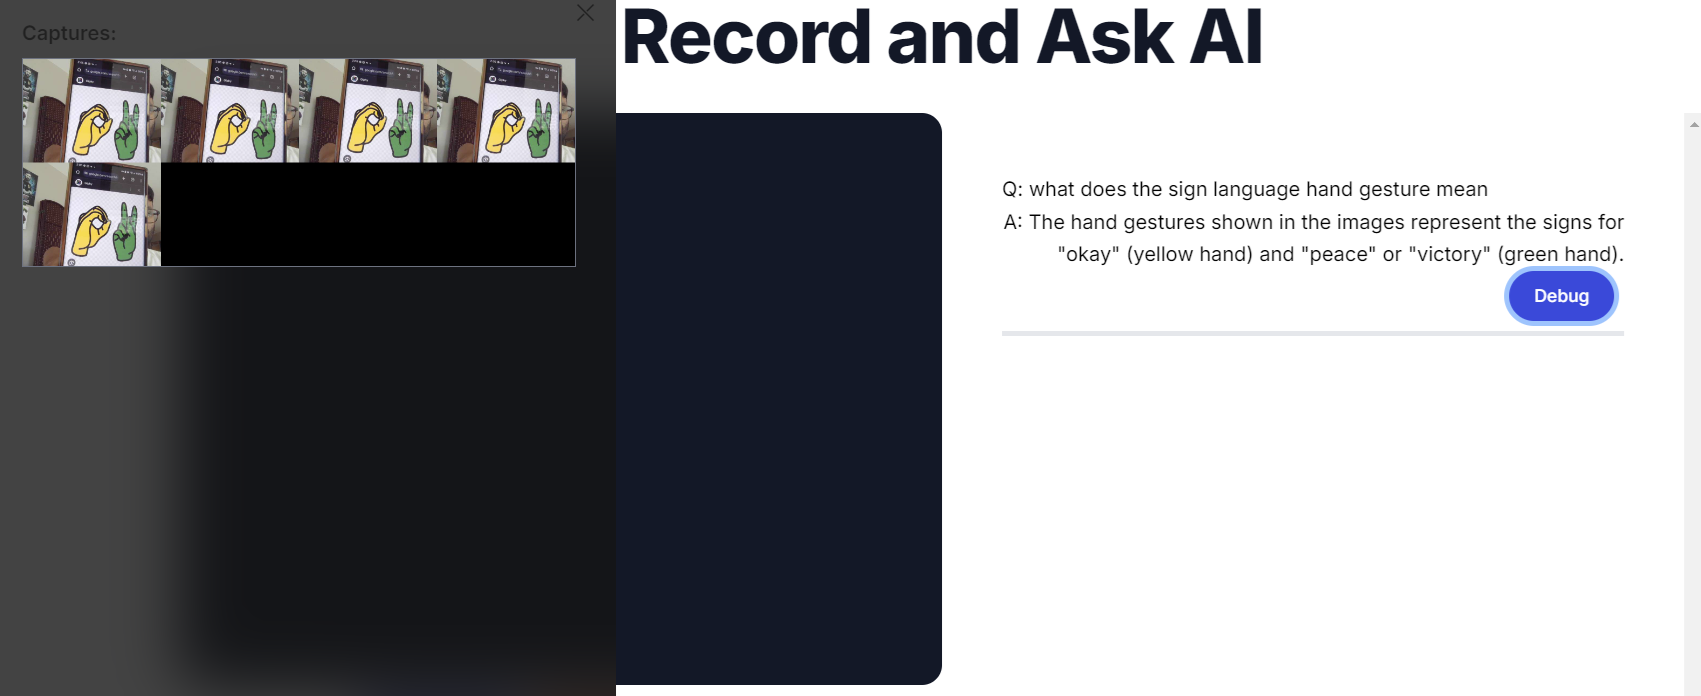 Captures:
Record and Ask AI
Q: what does the sign language hand gesture mean
A: The hand gestures shown in the images represent the signs for
"okay" (yellow hand) and "peace" or "victory" (green hand).
Debug